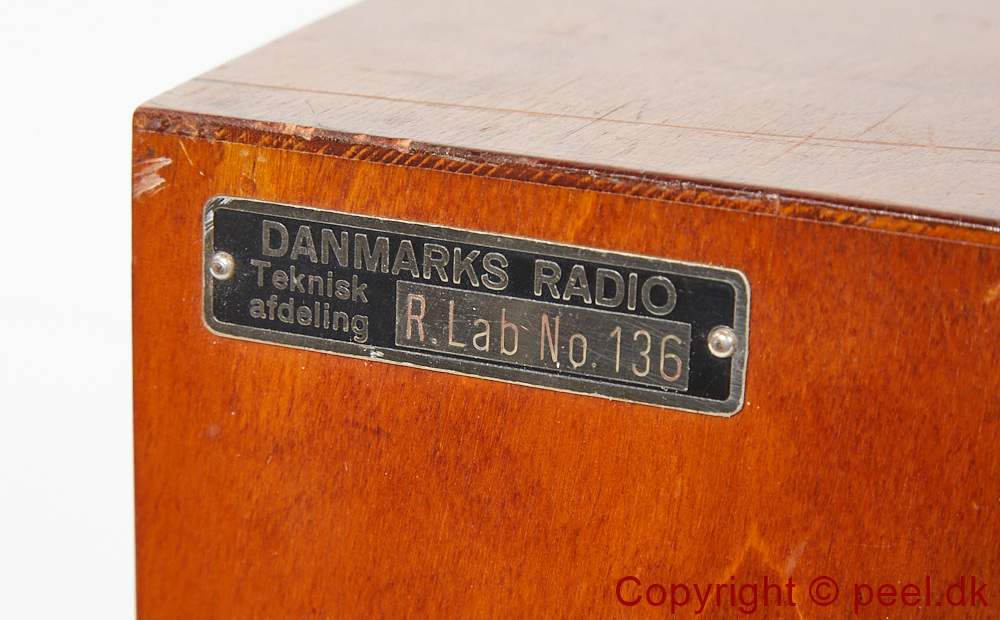 DANMARKS RADIO
Teknisk
afdeling
R.Lab No.136
Copyright © peel.dk